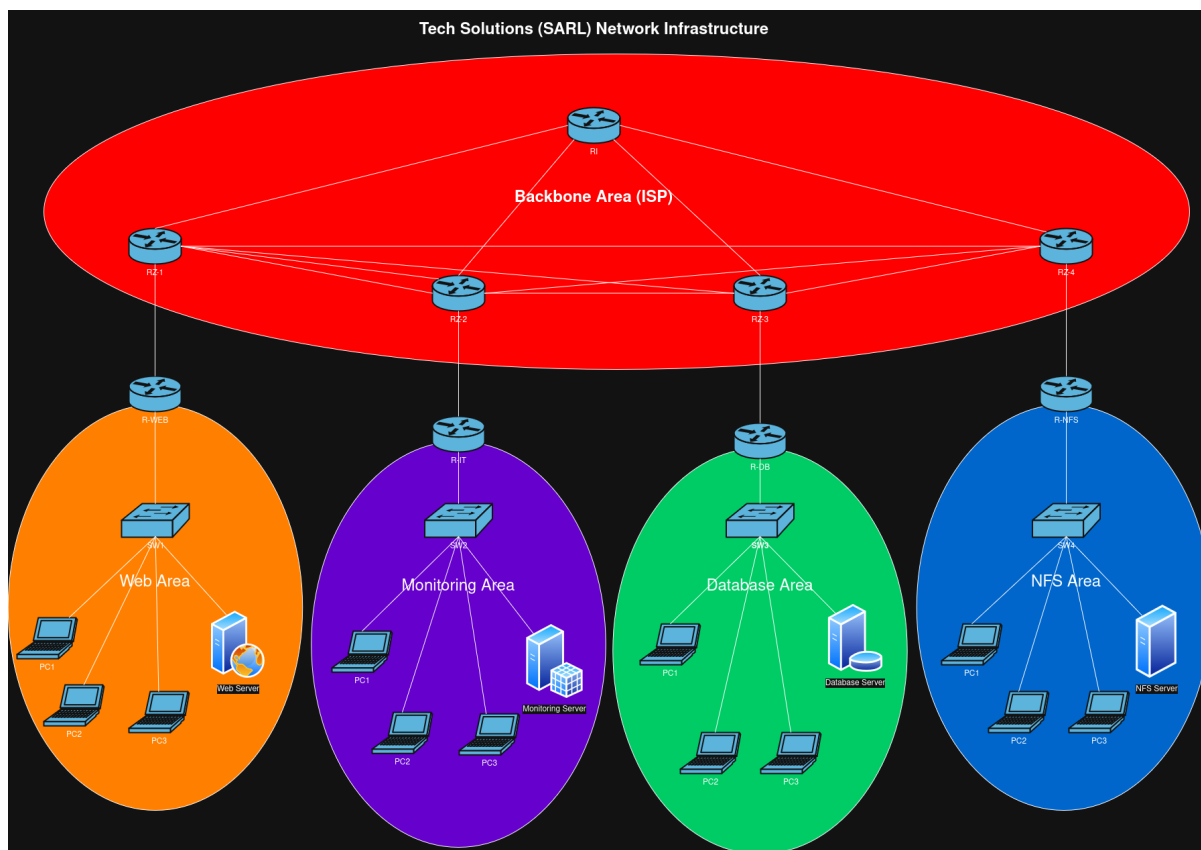 Tech Solutions (SARL) Network Infrastructure
RI
Backbone Area (ISP)
RZ-1
RZ-4
RZ-2
RZ-3
R-WEB
R-NFS
R-IT
R-DB
SW1
SW2
SW3
SW4
Web Area
Monitoring Area
Database Area
NFS Area
PC1
Web Server
PC2
PC3
PC1
Monitoring Server
PC2
PC3
PC1
Database Server
PC2
PC3
PC1
NFS Server
PC2
PC3